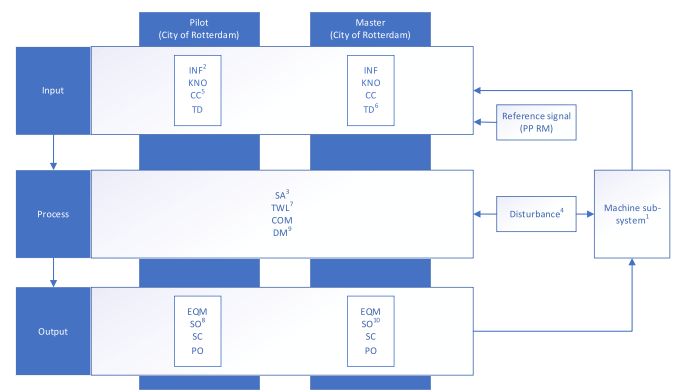 Pilot
(City of Rotterdam)
Master
(City of Rotterdam)
Input
INF²
KNO
CC⁵
TD
INF
KNO
CC
TD⁶
Reference signal
(PP RM)
Process
SA³
TWL⁷
COM
DM⁹
Disturbance⁴
Machine sub-
system¹
Output
EQM
SO⁸
SC
PO
EQM
SO¹⁰
SC
PO